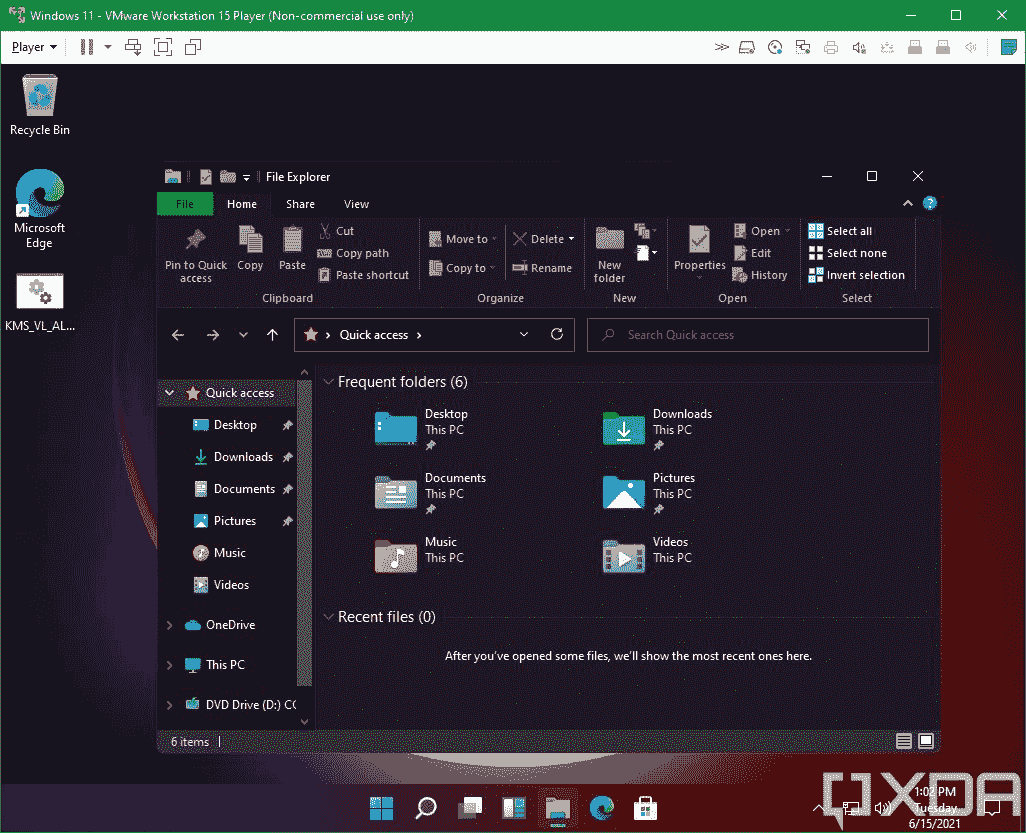 Windows 11 - VMware Workstation 15 Player (Non-commercial use only)
Player
Recycle Bin
Microsoft
Edge
KMS_VL_AL...
File Explorer
File Home Share View
Pin to Quick
access
Copy
Paste
Cut
Copy path
Paste shortcut
Clipboard
Move to
Copy to
Delete
Rename
Organize
New
folder
New
Properties
Open
Edit
History
Open
Select all
Select none
Invert selection
Select
Quick access
Search Quick access
Quick access
Desktop
Downloads
Documents
Pictures
Music
Videos
OneDrive
This PC
DVD Drive (D:) CC
Frequent folders (6)
Desktop
This PC
Downloads
This PC
Documents
This PC
Pictures
This PC
Music
This PC
Videos
This PC
Recent files (0)
After you've opened some files, we'll show the most recent ones here.
6 items
XDA
1:02 PM
Tuesday
6/15/2021